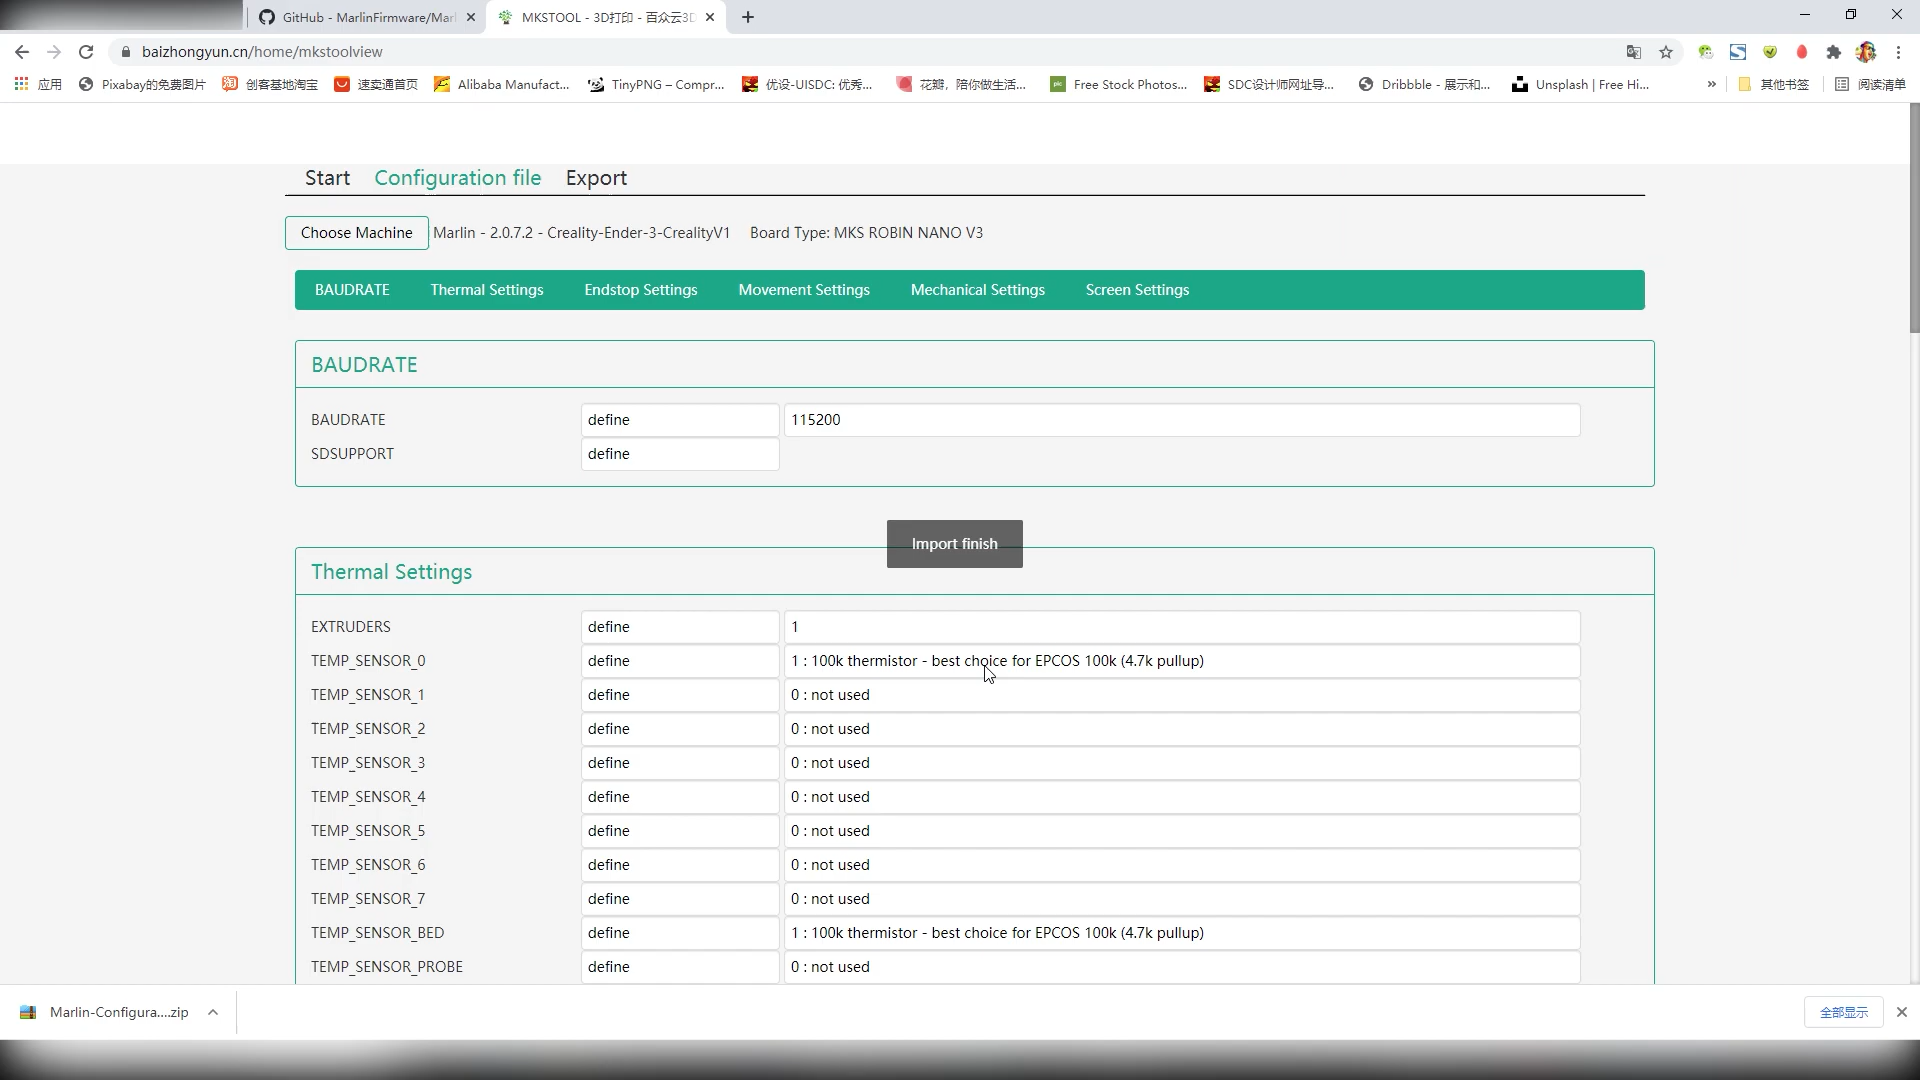 GitHub - MarlinFirmware/Marl
MKSTOOL - 3D打印 - 百众云3D
baizhongyun.cn/home/mkstoolview
应用 Pixabay的免费图片 创客基地淘宝 速卖通首页 Alibaba Manufact... TinyPNG – Compr... 优设-UISDC: 优秀... 花瓣，陪你做生活... Free Stock Photos... SDC设计师网址导... Dribbble - 展示和... Unsplash | Free Hi... » 其他书签 阅读清单
Start Configuration file Export
Choose Machine Marlin - 2.0.7.2 - Creality-Ender-3-CrealityV1 Board Type: MKS ROBIN NANO V3
BAUDRATE Thermal Settings Endstop Settings Movement Settings Mechanical Settings Screen Settings
BAUDRATE
BAUDRATE define 115200
SDSUPPORT define
Import finish
Thermal Settings
EXTRUDERS define 1
TEMP_SENSOR_0 define 1 : 100k thermistor - best choice for EPCOS 100k (4.7k pullup)
TEMP_SENSOR_1 define 0 : not used
TEMP_SENSOR_2 define 0 : not used
TEMP_SENSOR_3 define 0 : not used
TEMP_SENSOR_4 define 0 : not used
TEMP_SENSOR_5 define 0 : not used
TEMP_SENSOR_6 define 0 : not used
TEMP_SENSOR_7 define 0 : not used
TEMP_SENSOR_BED define 1 : 100k thermistor - best choice for EPCOS 100k (4.7k pullup)
TEMP_SENSOR_PROBE define 0 : not used
Marlin-Configura....zip 全部显示